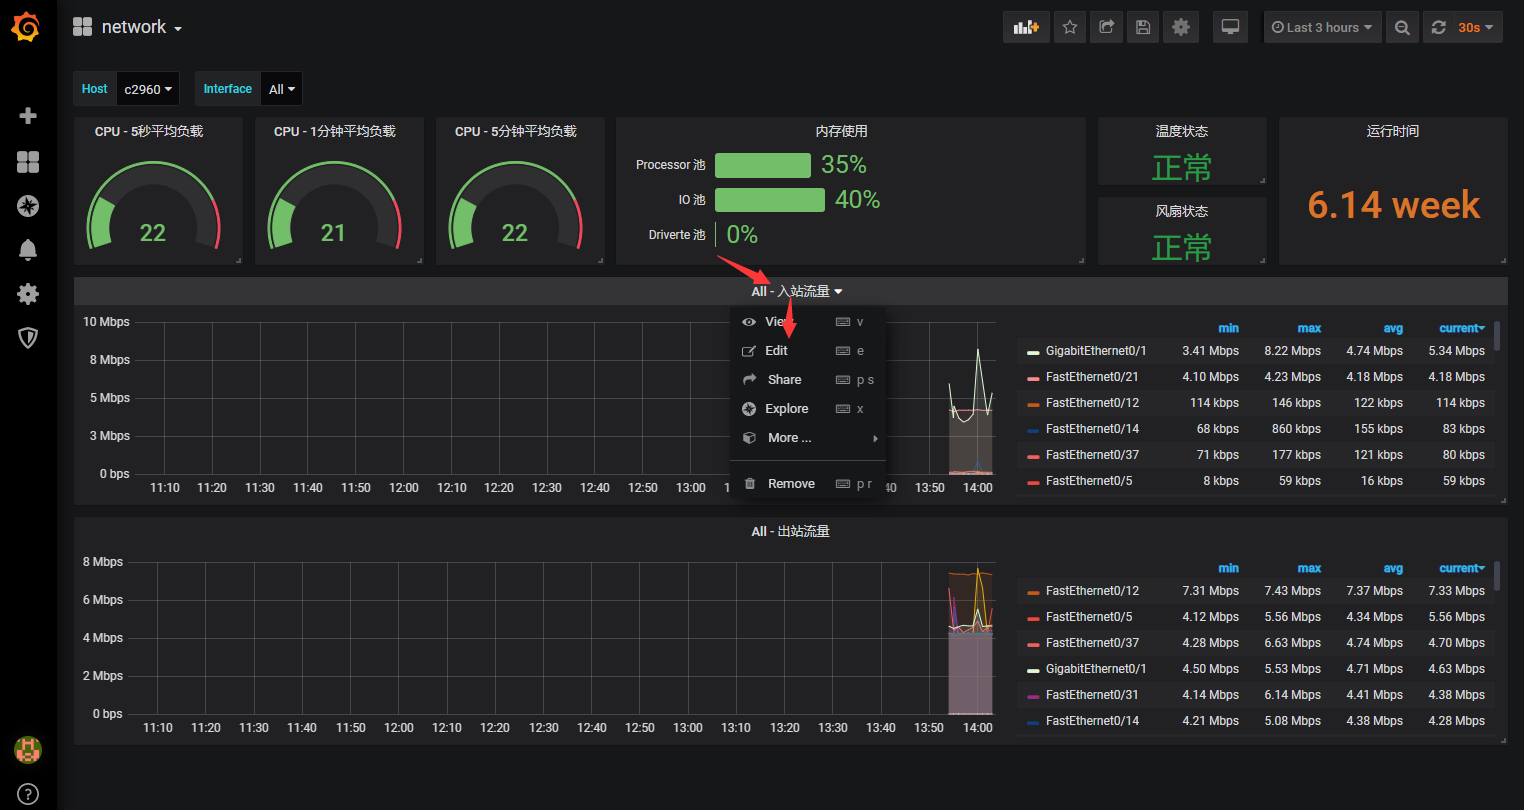 network
Last 3 hours
30s
Host c2960 Interface All
CPU - 5秒平均负载
22
CPU - 1分钟平均负载
21
CPU - 5分钟平均负载
22
内存使用
Processor 池 35%
IO 池 40%
Driverte 池 0%
温度状态
正常
风扇状态
正常
运行时间
6.14 week
All - 入站流量
10 Mbps
8 Mbps
5 Mbps
3 Mbps
0 bps
11:10 11:20 11:30 11:40 11:50 12:00 12:10 12:20 12:30 12:40 12:50 13:00 40 13:50 14:00
View v
Edit e
Share p s
Explore x
More ...
Remove p r
min max avg current
GigabitEthernet0/1 3.41 Mbps 8.22 Mbps 4.74 Mbps 5.34 Mbps
FastEthernet0/21 4.10 Mbps 4.23 Mbps 4.18 Mbps 4.18 Mbps
FastEthernet0/12 114 kbps 146 kbps 122 kbps 114 kbps
FastEthernet0/14 68 kbps 860 kbps 155 kbps 83 kbps
FastEthernet0/37 71 kbps 177 kbps 121 kbps 80 kbps
FastEthernet0/5 8 kbps 59 kbps 16 kbps 59 kbps
All - 出站流量
8 Mbps
6 Mbps
4 Mbps
2 Mbps
0 bps
11:10 11:20 11:30 11:40 11:50 12:00 12:10 12:20 12:30 12:40 12:50 13:00 13:10 13:20 13:30 13:40 13:50 14:00
min max avg current
FastEthernet0/12 7.31 Mbps 7.43 Mbps 7.37 Mbps 7.33 Mbps
FastEthernet0/5 4.12 Mbps 5.56 Mbps 4.34 Mbps 5.56 Mbps
FastEthernet0/37 4.28 Mbps 6.63 Mbps 4.74 Mbps 4.70 Mbps
GigabitEthernet0/1 4.50 Mbps 5.53 Mbps 4.71 Mbps 4.63 Mbps
FastEthernet0/31 4.14 Mbps 6.14 Mbps 4.41 Mbps 4.38 Mbps
FastEthernet0/14 4.21 Mbps 5.08 Mbps 4.38 Mbps 4.28 Mbps